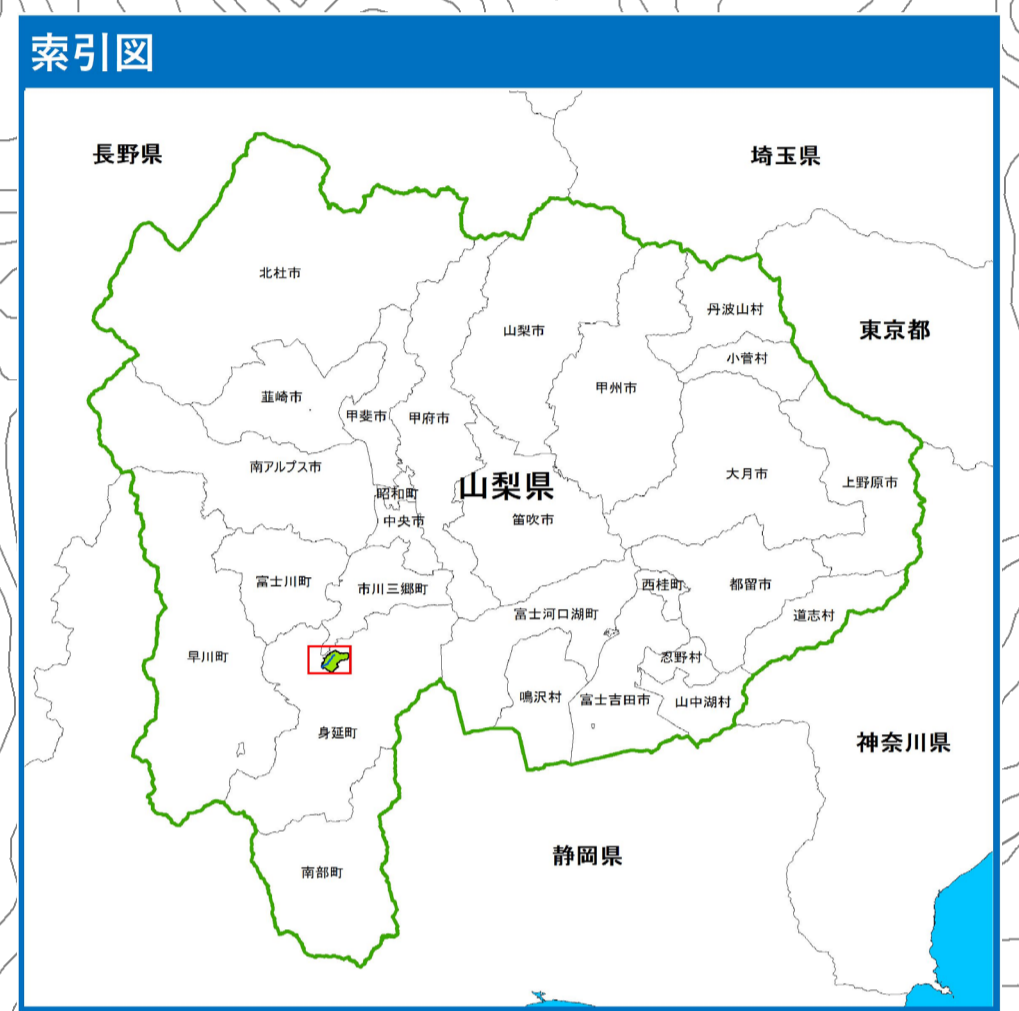 索引図
長野県
埼玉県
北杜市
丹波山村
山梨市
東京都
小菅村
甲州市
韮崎市
甲斐市
甲府市
南アルプス市
大月市
上野原市
山梨県
昭和町
中央市
笛吹市
富士川町
市川三郷町
西桂町
都留市
富士河口湖町
道志村
早川町
忍野村
鳴沢村
富士吉田市
山中湖村
身延町
神奈川県
静岡県
南部町